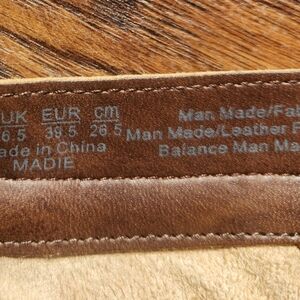 UK EUR cm
6.5 39.5 26.5
ade in China
MADIE
Man Made/Fab
Man Made/Leather
Balance Man Ma